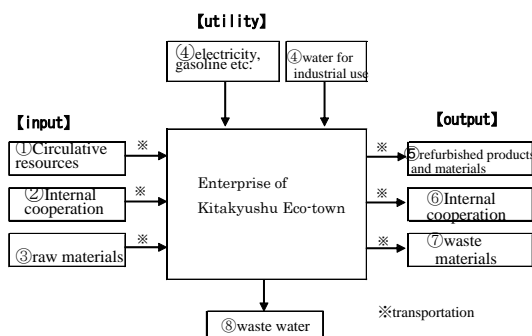 【utility】
④electricity,
gasoline etc.
④water for
industrial use
【input】
【output】
①Circulative
resources
※
②Internal
cooperation
※
③raw materials
※
Enterprise of
Kitakyushu Eco-town
※
⑤refurbished products
and materials
※
⑥Internal
cooperation
※
⑦waste
materials
⑧waste water
※transportation